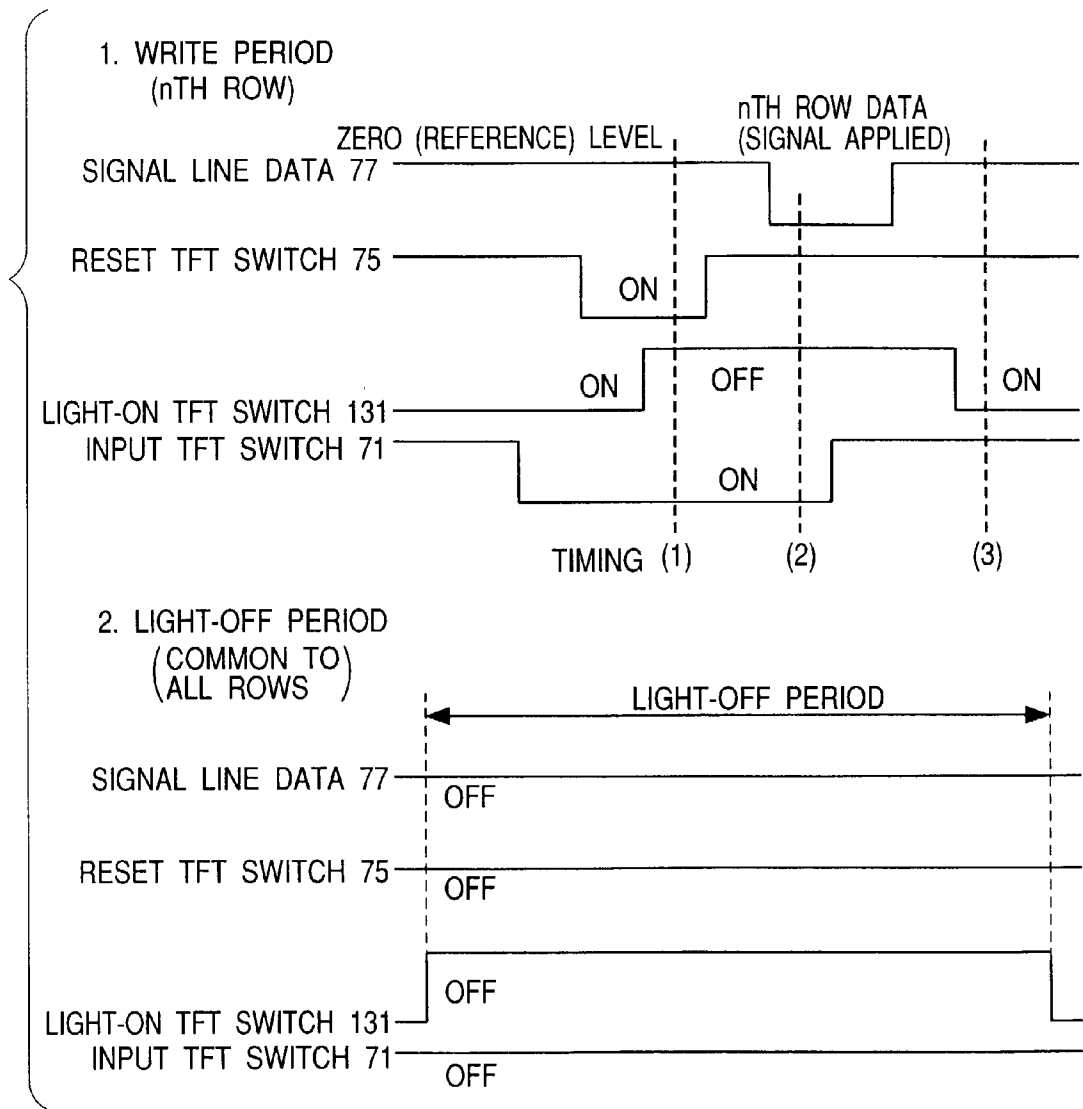 1. WRITE PERIOD
(nTH ROW)
nTH ROW DATA
ZERO (REFERENCE) LEVEL (SIGNAL APPLIED)
SIGNAL LINE DATA 77
RESET TFT SWITCH 75
ON
ON OFF ON
LIGHT-ON TFT SWITCH 131
INPUT TFT SWITCH 71
ON
TIMING (1) (2) (3)
2. LIGHT-OFF PERIOD
(COMMON TO
ALL ROWS)
LIGHT-OFF PERIOD
SIGNAL LINE DATA 77
OFF
RESET TFT SWITCH 75
OFF
OFF
LIGHT-ON TFT SWITCH 131
INPUT TFT SWITCH 71
OFF